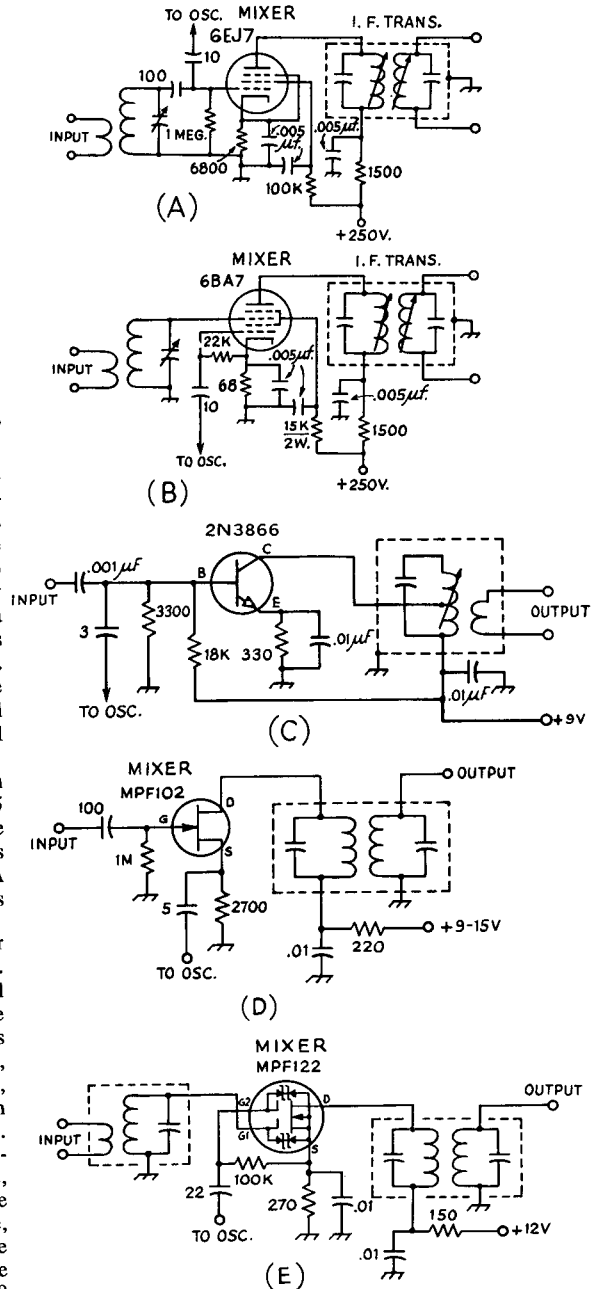 TO OSC.
MIXER
I. F. TRANS.
6EJ7
10
100
INPUT
1 MEG.
.005 µf.
.005µf.
6800
100K
1500
(A)
+250V.
MIXER
I.F. TRANS.
6BA7
22K
INPUT
.005µf.
68
.005µf.
10
15K
2W.
1500
TO OSC.
+250V.
(B)
2N3866
C
.001µF
B
INPUT
E
3300
OUTPUT
3
18K
330
.01µF
.01µF
TO OSC.
(C)
+9V
MIXER
OUTPUT
MPF102
D
100
G
INPUT
S
1M
5
2700
+9-15V
220
.01
TO OSC.
(D)
MIXER
MPF122
OUTPUT
G2
D
G1
INPUT
S
100K
22
270
.01
150
TO OSC.
+12V
.01
(E)